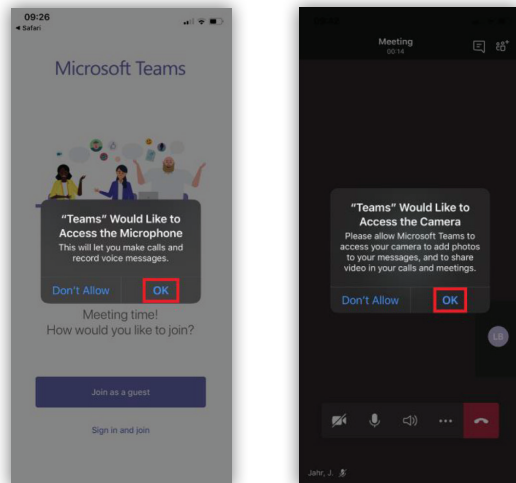 09:26
◄ Safari
Microsoft Teams
"Teams" Would Like to
Access the Microphone
This will let you make calls and
record voice messages.
Don't Allow
OK
Meeting time!
How would you like to join?
Join as a guest
Sign in and join
Meeting
00:14
"Teams" Would Like to
Access the Camera
Please allow Microsoft Teams to
access your camera to add photos
to your messages, and to share
video in your calls and meetings.
Don't Allow
OK
LB
Jahr, J.